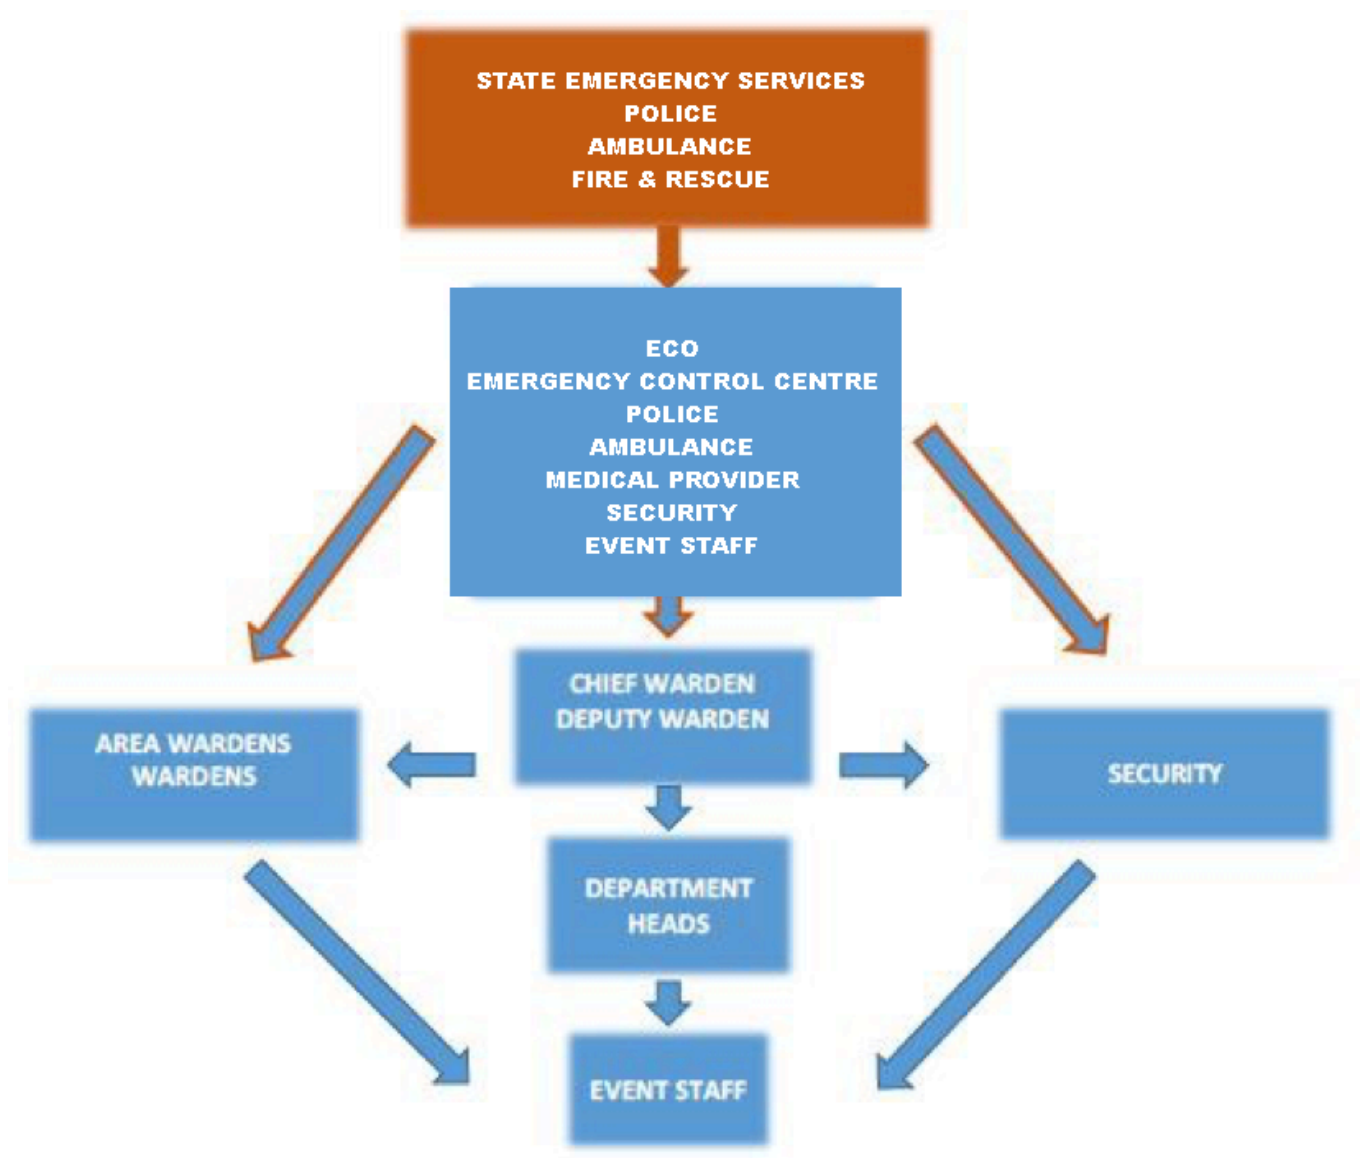 STATE EMERGENCY SERVICES
POLICE
AMBULANCE
FIRE & RESCUE
ECO
EMERGENCY CONTROL CENTRE
POLICE
AMBULANCE
MEDICAL PROVIDER
SECURITY
EVENT STAFF
CHIEF WARDEN
DEPUTY WARDEN
AREA WARDENS
WARDENS
SECURITY
DEPARTMENT
HEADS
EVENT STAFF